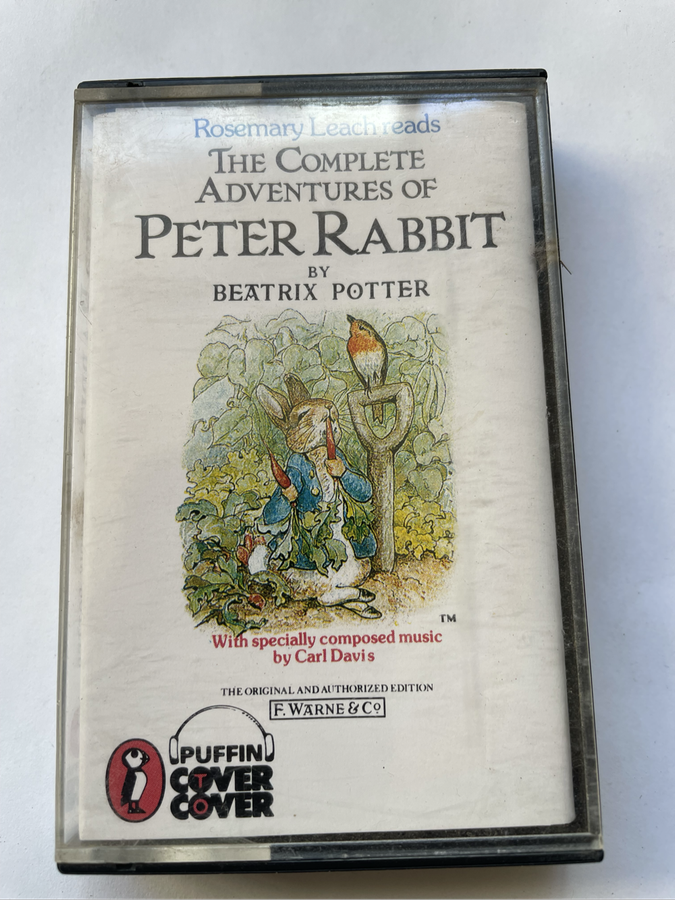 Rosemary Leach reads
THE COMPLETE
ADVENTURES OF
PETER RABBIT
BY
BEATRIX POTTER
TM
With specially composed music
by Carl Davis
THE ORIGINAL AND AUTHORIZED EDITION
F. WARNE & Co
PUFFIN
COVER
TO
COVER